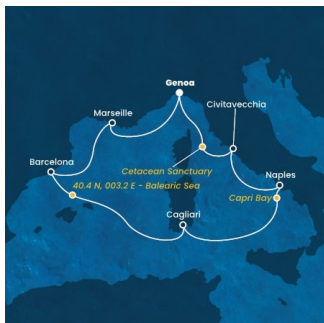 Genoa
Marseille
Civitavecchia
Barcelona
Cetacean Sanctuary
40.4 N, 003.2 E - Balearic Sea
Naples
Capri Bay
Cagliari